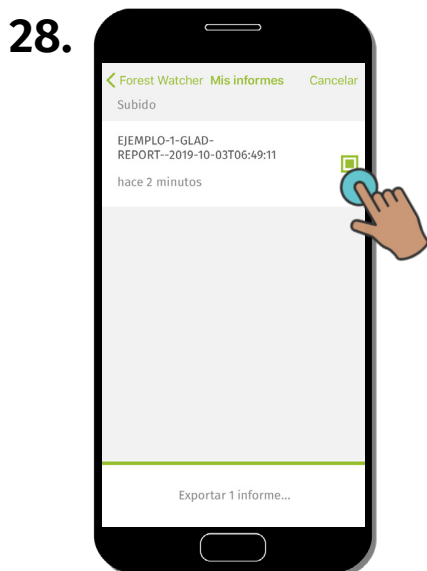 28.
Forest Watcher Mis informes Cancelar
Subido
EJEMPLO-1-GLAD-
REPORT--2019-10-03T06:49:11
hace 2 minutos
Exportar 1 informe...